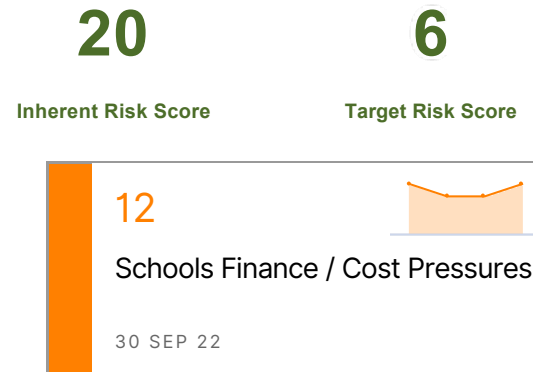 20 6
Inherent Risk Score Target Risk Score
12
Schools Finance / Cost Pressures
30 SEP 22